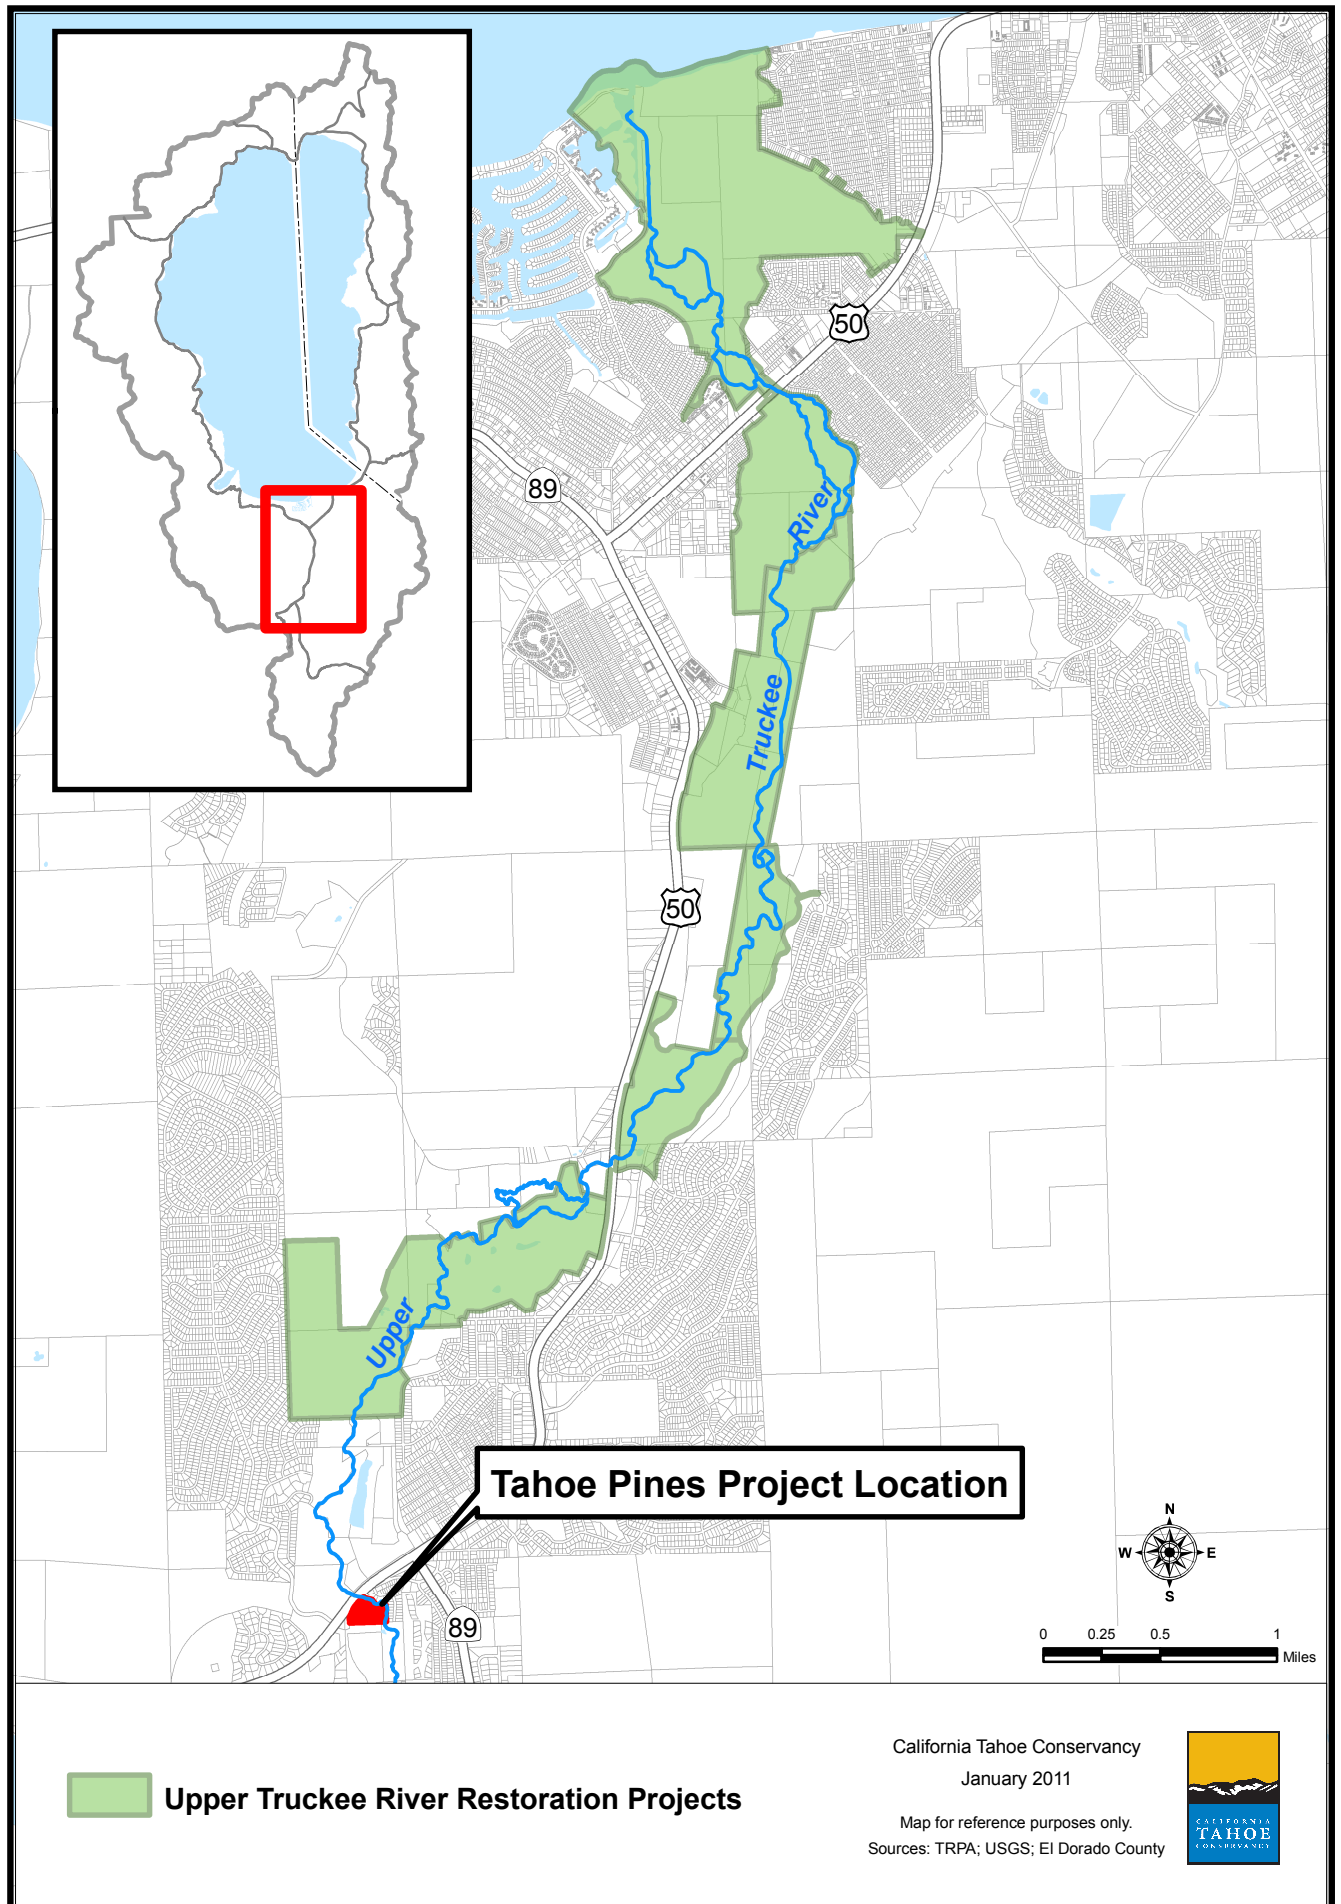 50
89
River
Truckee
50
Upper
Tahoe Pines Project Location
N
W E
S
89
0 0.25 0.5 1
Miles
Upper Truckee River Restoration Projects
California Tahoe Conservancy
January 2011
Map for reference purposes only.
Sources: TRPA; USGS; El Dorado County
CALIFORNIA
TAHOE
CONSERVANCY